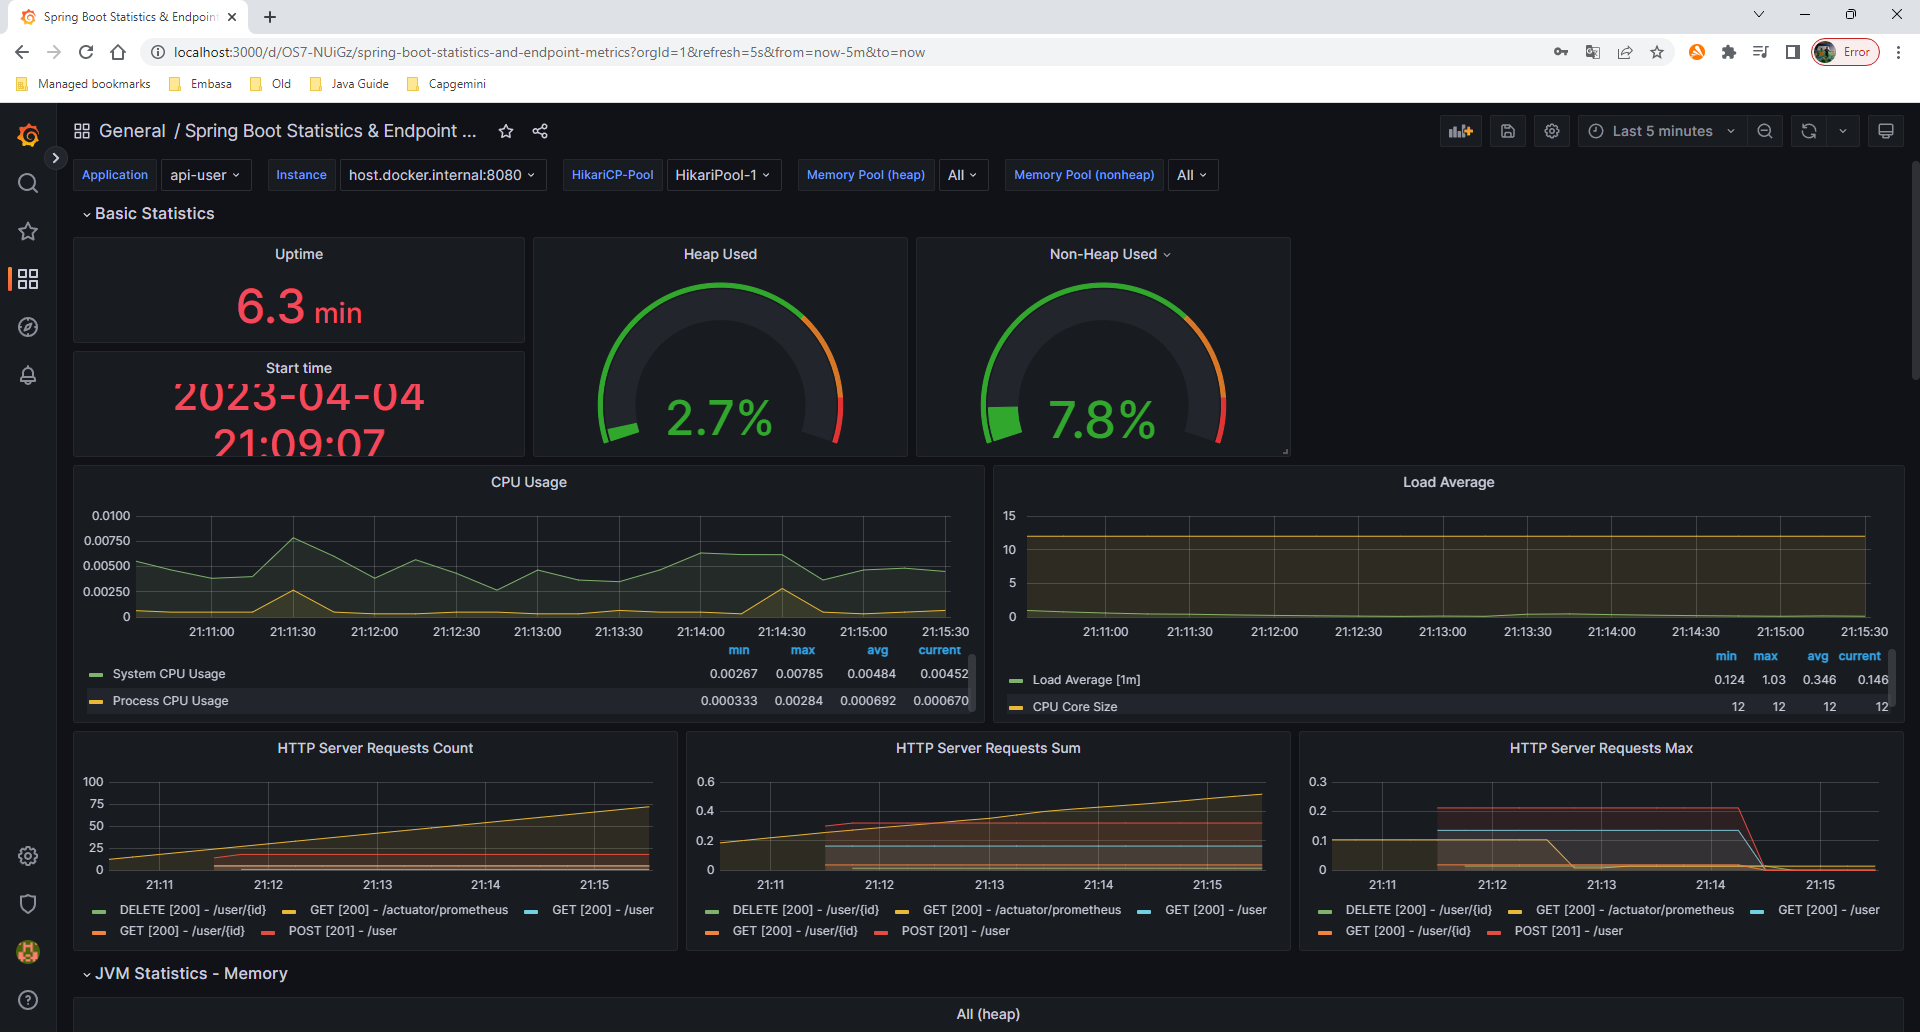 Spring Boot Statistics & Endpoint
localhost:3000/d/OS7-NUiGz/spring-boot-statistics-and-endpoint-metrics?orgId=1&refresh=5s&from=now-5m&to=now
Error
Managed bookmarks Embasa Old Java Guide Capgemini
General / Spring Boot Statistics & Endpoint ...
Last 5 minutes
Application api-user Instance host.docker.internal:8080 HikariCP-Pool HikariPool-1 Memory Pool (heap) All Memory Pool (nonheap) All
Basic Statistics
Uptime
6.3 min
Start time
2023-04-04
21:09:07
Heap Used
2.7%
Non-Heap Used
7.8%
CPU Usage
0.0100
0.00750
0.00500
0.00250
0
21:11:00 21:11:30 21:12:00 21:12:30 21:13:00 21:13:30 21:14:00 21:14:30 21:15:00 21:15:30
min max avg current
System CPU Usage 0.00267 0.00785 0.00484 0.00452
Process CPU Usage 0.000333 0.00284 0.000692 0.000670
Load Average
15
10
5
0
21:11:00 21:11:30 21:12:00 21:12:30 21:13:00 21:13:30 21:14:00 21:14:30 21:15:00 21:15:30
min max avg current
Load Average [1m] 0.124 1.03 0.346 0.146
CPU Core Size 12 12 12 12
HTTP Server Requests Count
100
75
50
25
0
21:11 21:12 21:13 21:14 21:15
DELETE [200] - /user/{id} GET [200] - /actuator/prometheus GET [200] - /user
GET [200] - /user/{id} POST [201] - /user
HTTP Server Requests Sum
0.6
0.4
0.2
0
21:11 21:12 21:13 21:14 21:15
DELETE [200] - /user/{id} GET [200] - /actuator/prometheus GET [200] - /user
GET [200] - /user/{id} POST [201] - /user
HTTP Server Requests Max
0.3
0.2
0.1
0
21:11 21:12 21:13 21:14 21:15
DELETE [200] - /user/{id} GET [200] - /actuator/prometheus GET [200] - /user
GET [200] - /user/{id} POST [201] - /user
JVM Statistics - Memory
All (heap)